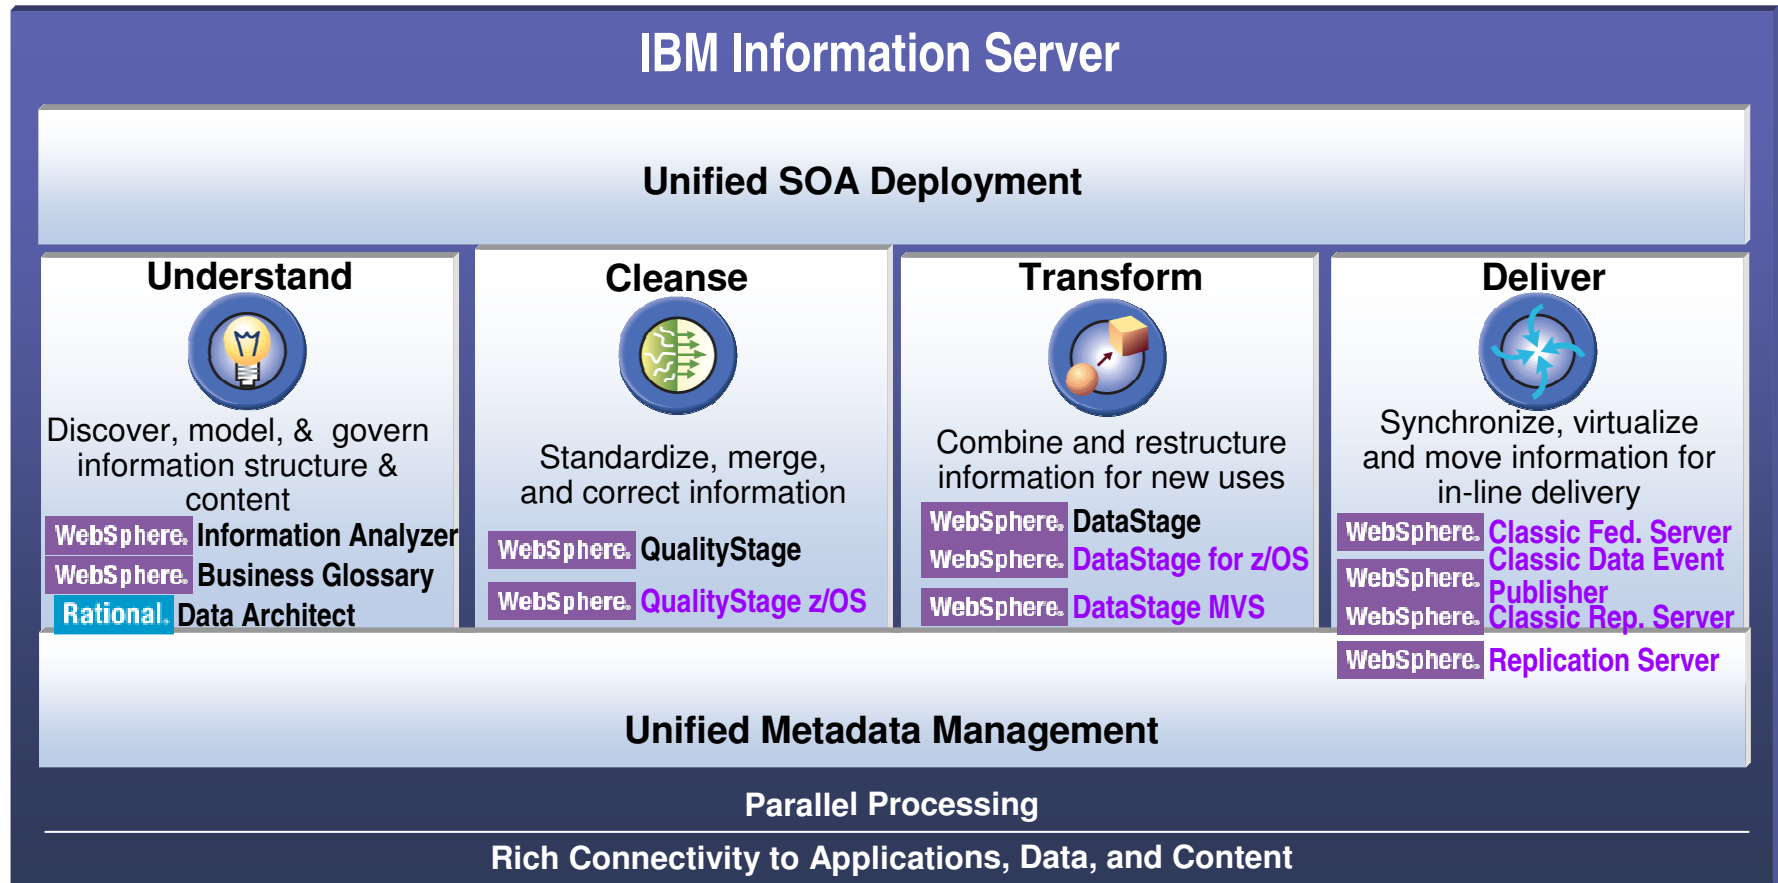 IBM Information Server
Unified SOA Deployment
Understand
Discover, model, & govern
information structure &
content
WebSphere. Information Analyzer
WebSphere. Business Glossary
Rational. Data Architect
Cleanse
Standardize, merge,
and correct information
WebSphere. QualityStage
WebSphere. QualityStage z/OS
Transform
Combine and restructure
information for new uses
WebSphere. DataStage
WebSphere. DataStage for z/OS
WebSphere. DataStage MVS
Deliver
Synchronize, virtualize
and move information for
in-line delivery
WebSphere. Classic Fed. Server
WebSphere. Classic Data Event
Publisher
WebSphere. Classic Rep. Server
WebSphere. Replication Server
Unified Metadata Management
Parallel Processing
Rich Connectivity to Applications, Data, and Content